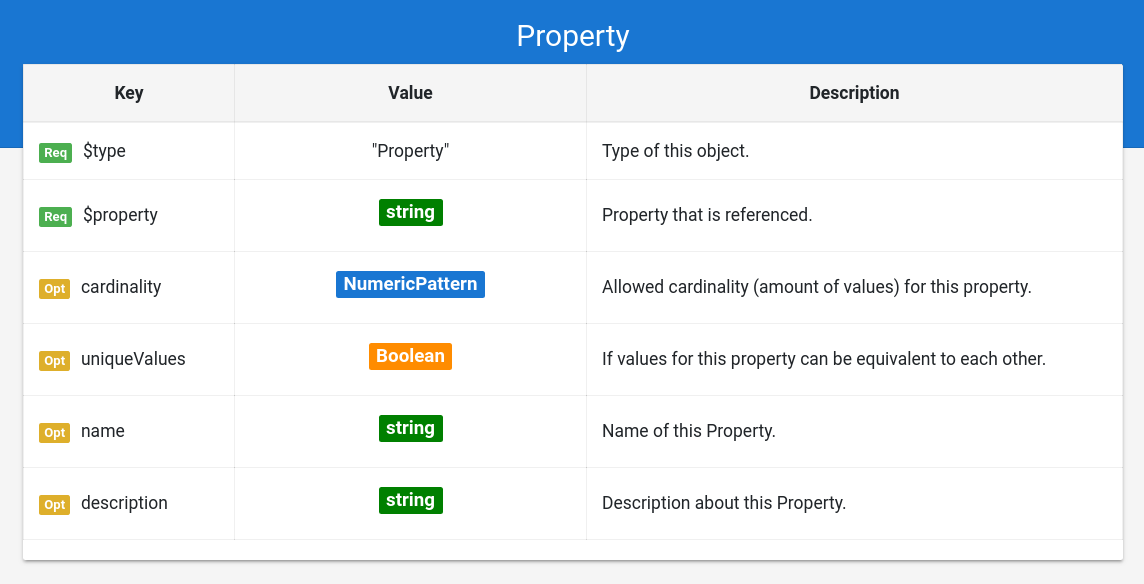 Property
Key Value Description
Req $type "Property" Type of this object.
Req $property string Property that is referenced.
Opt cardinality NumericPattern Allowed cardinality (amount of values) for this property.
Opt uniqueValues Boolean If values for this property can be equivalent to each other.
Opt name string Name of this Property.
Opt description string Description about this Property.